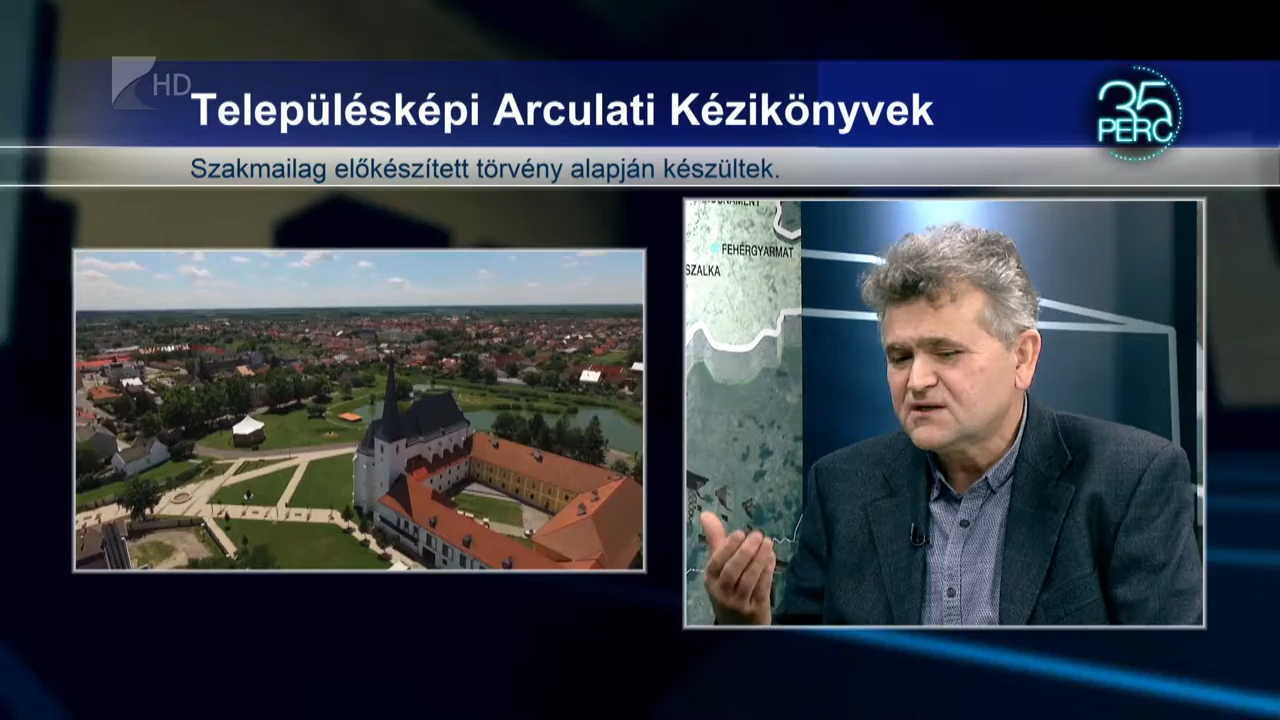 HD
Településképi Arculati Kézikönyvek
35
PERC
Szakmailag előkészített törvény alapján készültek.
FEHÉRGYARMAT
SZALKA